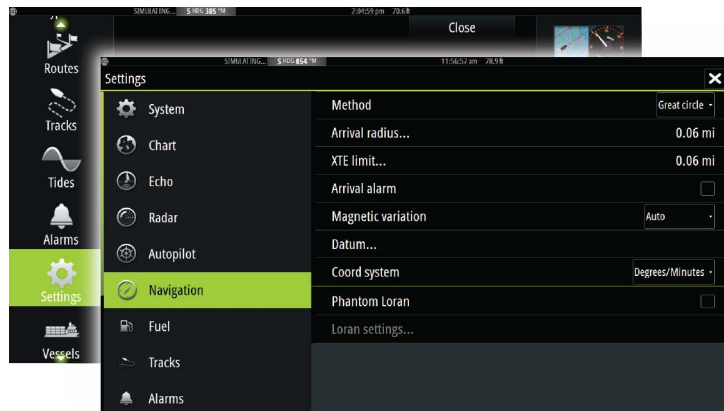 SIMULATING... S HDG 305 °M 2:04:59 pm 70.6 ft
Close
Routes
Tracks
Tides
Alarms
Settings
Vessels
SIMULATING... S HDG 054 °M 11:56:57 am 78.9 ft
Settings
System
Chart
Echo
Radar
Autopilot
Navigation
Fuel
Tracks
Alarms
Method Great circle
Arrival radius... 0.06 mi
XTE limit... 0.06 mi
Arrival alarm
Magnetic variation Auto
Datum...
Coord system Degrees/Minutes
Phantom Loran
Loran settings...